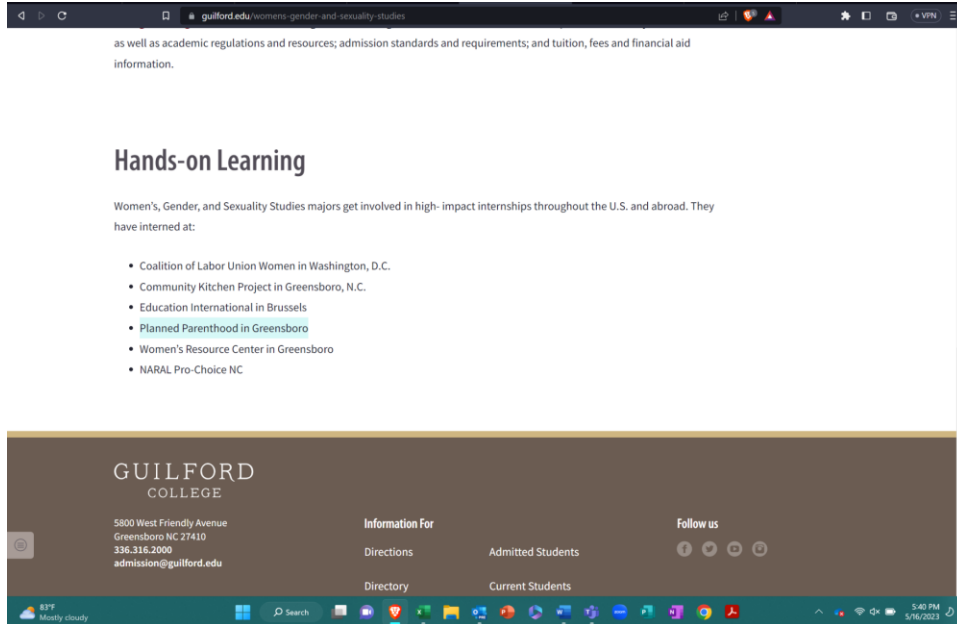 guilford.edu/womens-gender-and-sexuality-studies
VPN
as well as academic regulations and resources; admission standards and requirements; and tuition, fees and financial aid
information.
Hands-on Learning
Women's, Gender, and Sexuality Studies majors get involved in high- impact internships throughout the U.S. and abroad. They
have interned at:
Coalition of Labor Union Women in Washington, D.C.
Community Kitchen Project in Greensboro, N.C.
Education International in Brussels
Planned Parenthood in Greensboro
Women's Resource Center in Greensboro
NARAL Pro-Choice NC
GUILFORD
COLLEGE
5800 West Friendly Avenue
Greensboro NC 27410
336.316.2000
admission@guilford.edu
Information For
Directions
Admitted Students
Directory
Current Students
Follow us
83°F
Mostly cloudy
Search
5:40 PM
5/16/2023